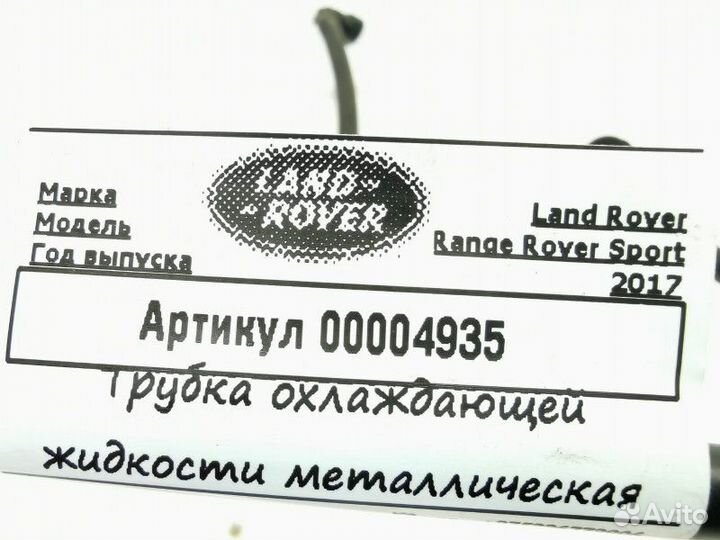 LAND-
-ROVER
Марка Land Rover
Модель Range Rover Sport
Год выпуска 2017
Артикул 00004935
Трубка охлаждающей
жидкости металлическая
Avito